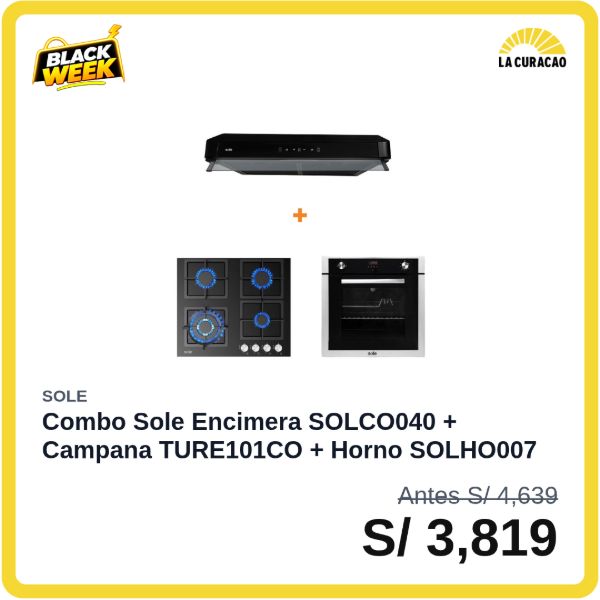 BLACK
WEEK
LA CURACAO
SOLE
Combo Sole Encimera SOLCO040 +
Campana TURE101CO + Horno SOLHO007
Antes S/ 4,639
S/ 3,819